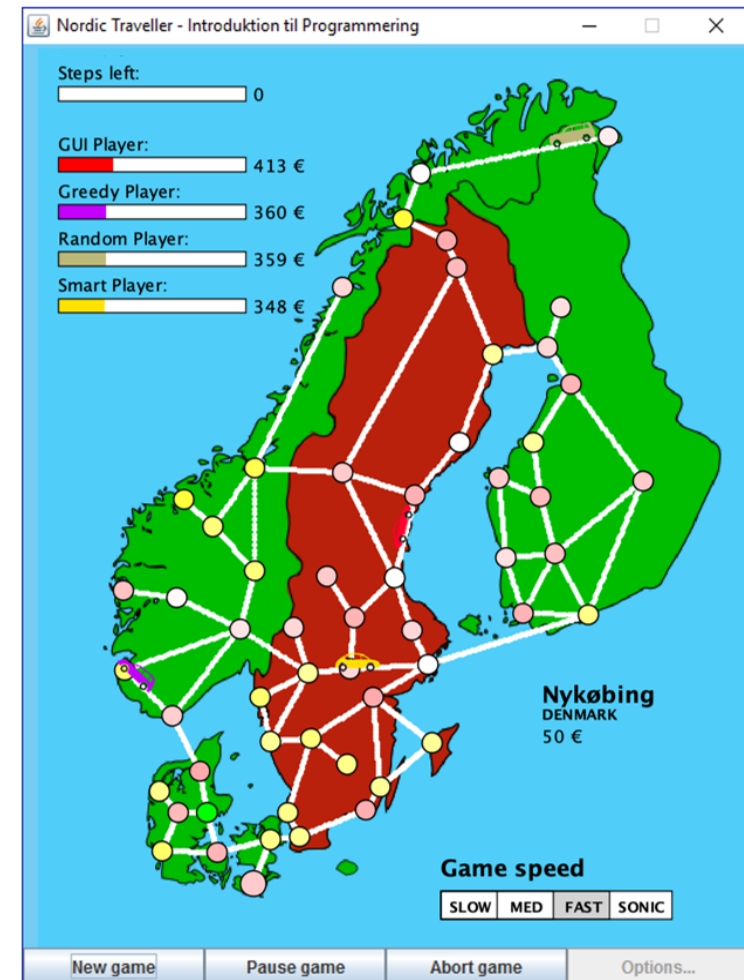 Nordic Traveller - Introduktion til Programmering
Steps left:
0
GUI Player:
413 €
Greedy Player:
360 €
Random Player:
359 €
Smart Player:
348 €
Nykøbing
DENMARK
50 €
Game speed
SLOW MED FAST SONIC
New game Pause game Abort game Options...